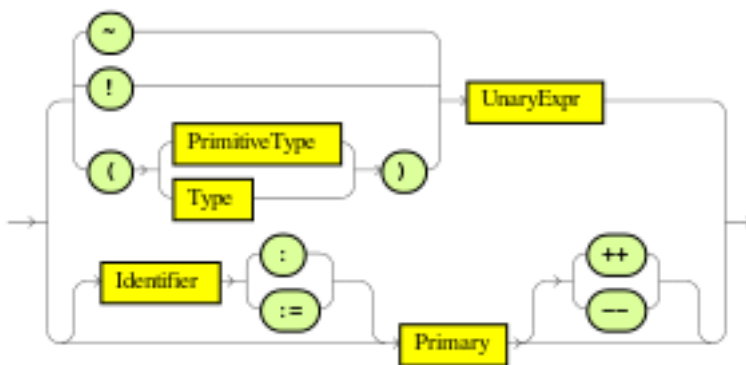 ~
!
UnaryExpr
( PrimitiveType )
Type
Identifier : ++
:= --
Primary